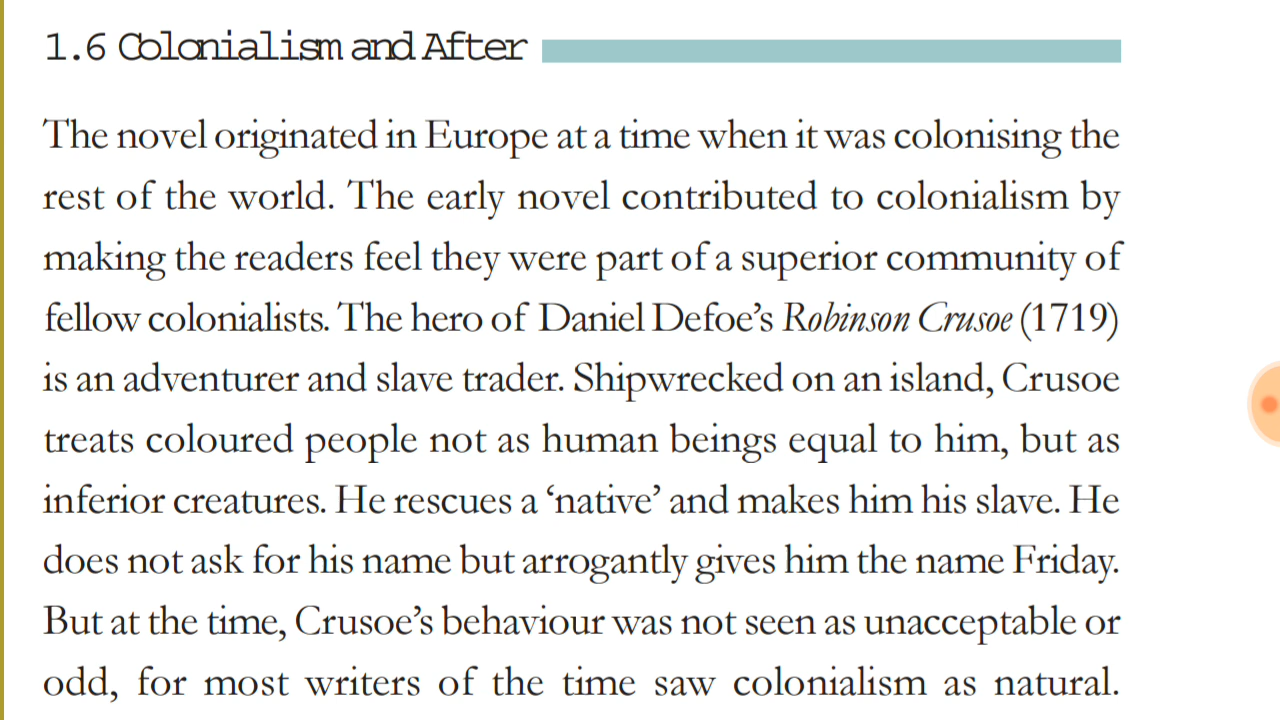 1.6 Colonialism and After
The novel originated in Europe at a time when it was colonising the
rest of the world. The early novel contributed to colonialism by
making the readers feel they were part of a superior community of
fellow colonialists. The hero of Daniel Defoe’s Robinson Crusoe (1719)
is an adventurer and slave trader. Shipwrecked on an island, Crusoe
treats coloured people not as human beings equal to him, but as
inferior creatures. He rescues a ‘native’ and makes him his slave. He
does not ask for his name but arrogantly gives him the name Friday.
But at the time, Crusoe’s behaviour was not seen as unacceptable or
odd, for most writers of the time saw colonialism as natural.